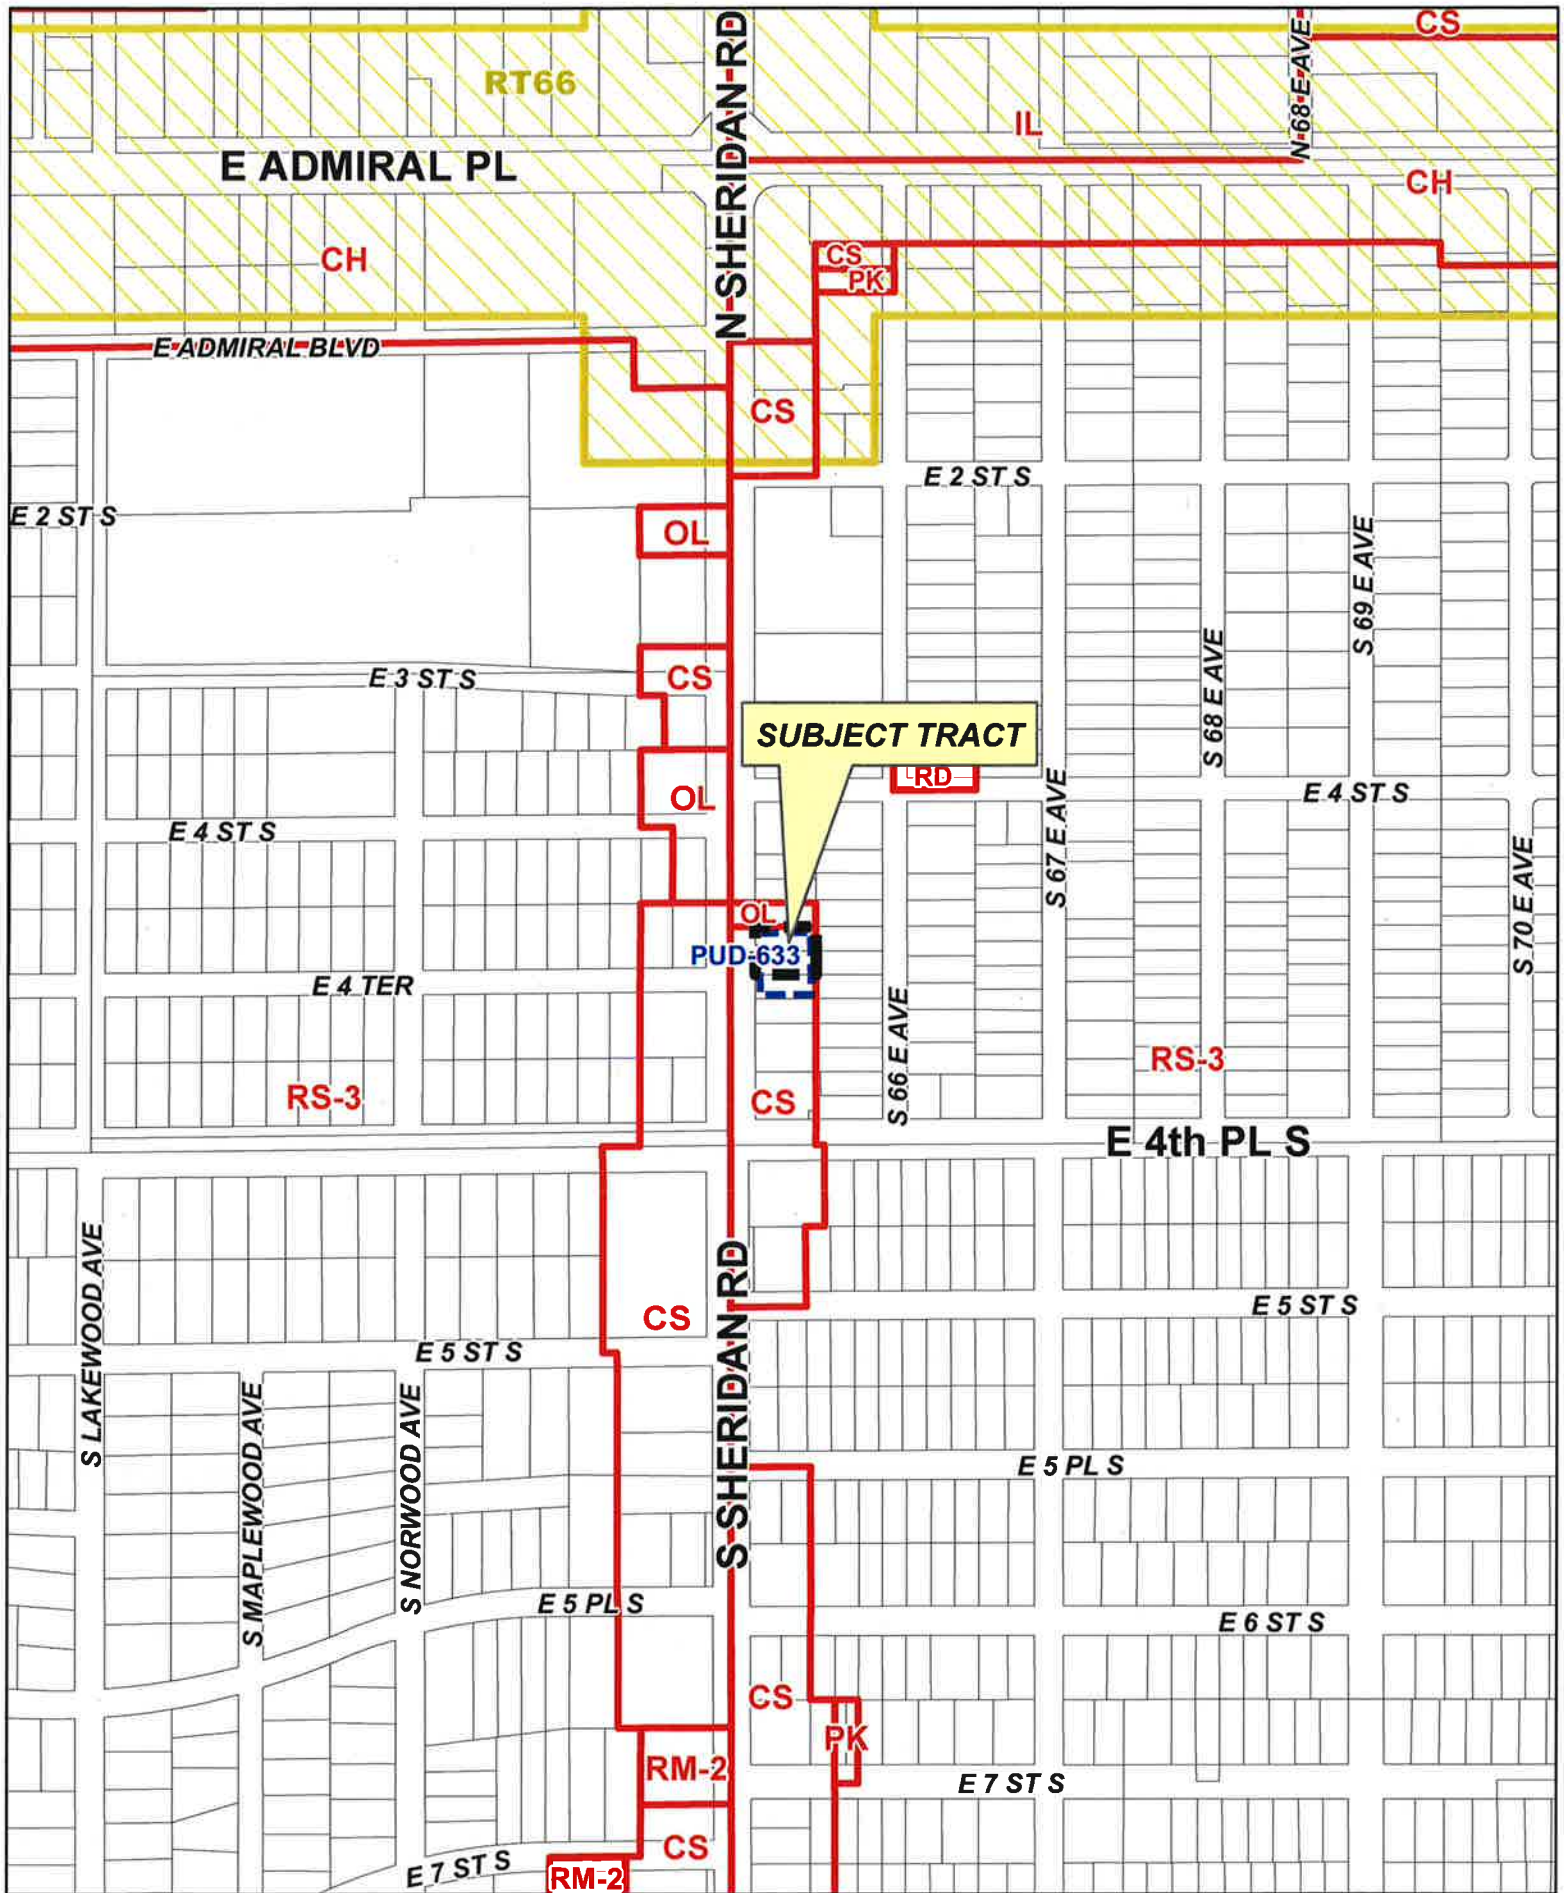 CS
RT66
N SHERIDAN RD
N 68 E AVE
IL
E ADMIRAL PL
CH
CH
CS
PK
E ADMIRAL BLVD
CS
E 2 ST S
E 2 ST S
OL
S 69 E AVE
E 3 ST S
CS
S 68 E AVE
SUBJECT TRACT
RD
OL
E 4 ST S
S 67 E AVE
E 4 ST S
S 70 E AVE
OL
PUD-633
E 4 TER
S 66 E AVE
RS-3
RS-3
CS
E 4th PL S
S LAKEWOOD AVE
S SHERIDAN RD
CS
E 5 ST S
E 5 ST S
S MAPLEWOOD AVE
S NORWOOD AVE
E 5 PL S
E 5 PL S
E 6 ST S
CS
PK
RM-2
E 7 ST S
CS
E 7 ST S
RM-2